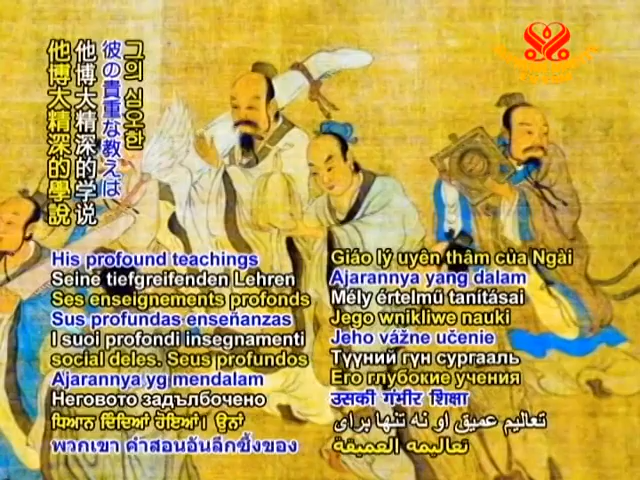 그의 심오한
彼の貴重な教えは
他博大精深的学说
他博大精深的學說
His profound teachings
Seine tiefgreifenden Lehren
Ses enseignements profonds
Sus profundas enseñanzas
I suoi profondi insegnamenti
social deles. Seus profundos
Ajarannya yg mendalam
Неговото задълбочено
ਧਿਆਨ ਦਿੰਦਿਆਂ ਹੋਇਆਂ। ਉਨਾਂ
พวกเขา คำสอนอันลึกซึ้งของ
Giáo lý uyên thâm của Ngài
Ajarannya yang dalam
Mély értelmű tanításai
Jego wnikliwe nauki
Jeho vážne učenie
Түүний гүн сургааль
Его глубокие учения
उसकी गंभीर शिक्षा
تعالیم عمیق او نه تنها برای
تعاليمه العميقة